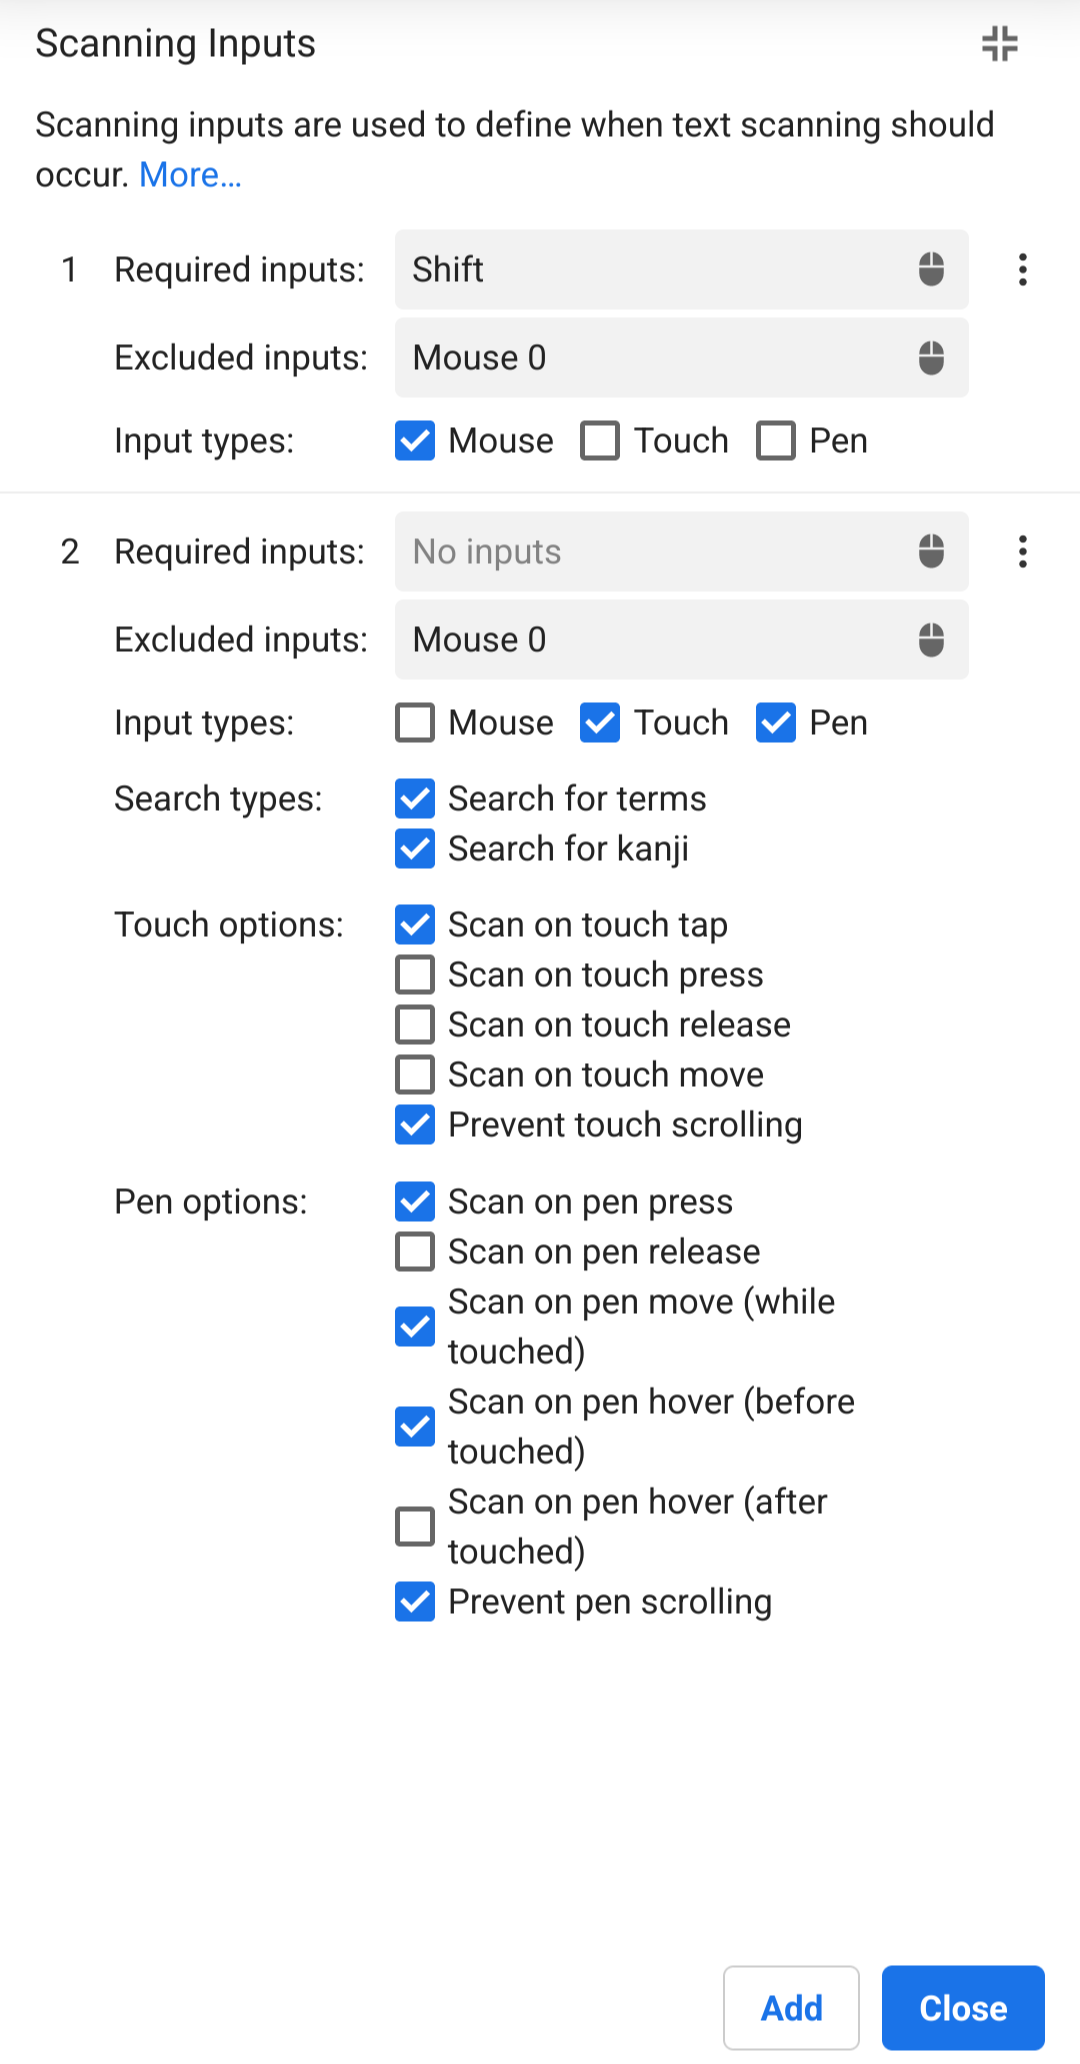 Scanning Inputs
Scanning inputs are used to define when text scanning should
occur. More…
1 Required inputs: Shift
Excluded inputs: Mouse 0
Input types: Mouse Touch Pen
2 Required inputs: No inputs
Excluded inputs: Mouse 0
Input types: Mouse Touch Pen
Search types: Search for terms
Search for kanji
Touch options: Scan on touch tap
Scan on touch press
Scan on touch release
Scan on touch move
Prevent touch scrolling
Pen options: Scan on pen press
Scan on pen release
Scan on pen move (while
touched)
Scan on pen hover (before
touched)
Scan on pen hover (after
touched)
Prevent pen scrolling
Add Close